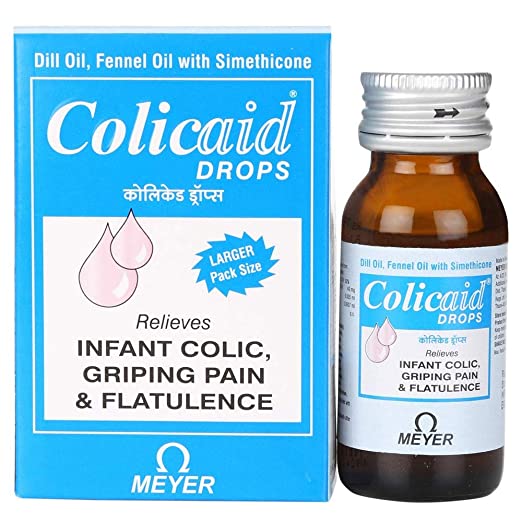 Dill Oil, Fennel Oil with Simethicone
Colicaid®
DROPS
कोलिकेड ड्रॉप्स
LARGER
Pack Size
Relieves
INFANT COLIC,
GRIPING PAIN
& FLATULENCE
Ω
MEYER
Dill Oil, Fennel Oil with Simethicone
Colicaid®
DROPS
कोलिकेड ड्रॉप्स
Relieves
INFANT COLIC,
GRIPING PAIN
& FLATULENCE
Ω
MEYER